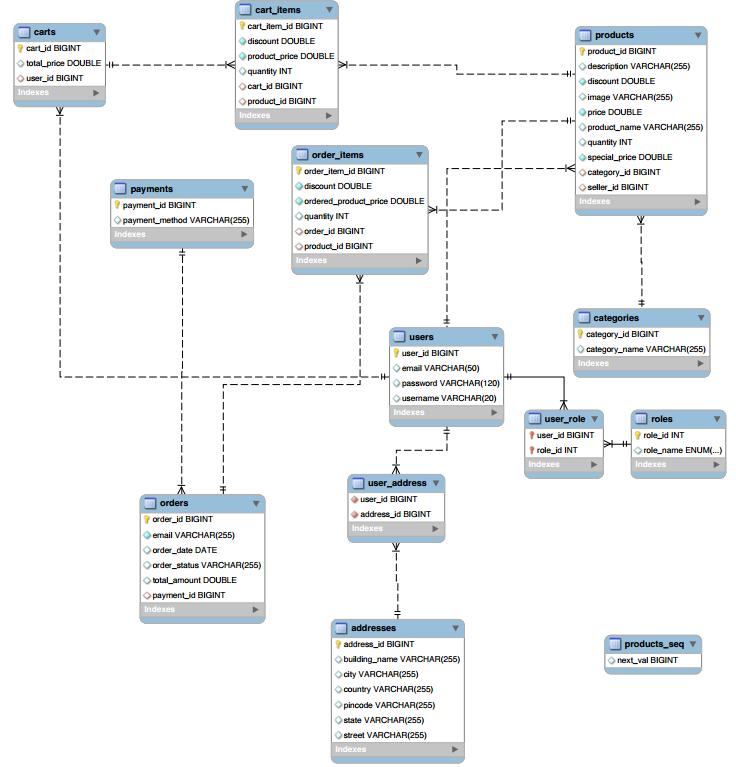 carts
cart_id BIGINT
total_price DOUBLE
user_id BIGINT
Indexes
cart_items
cart_item_id BIGINT
discount DOUBLE
product_price DOUBLE
quantity INT
cart_id BIGINT
product_id BIGINT
Indexes
products
product_id BIGINT
description VARCHAR(255)
discount DOUBLE
image VARCHAR(255)
price DOUBLE
product_name VARCHAR(255)
quantity INT
special_price DOUBLE
category_id BIGINT
seller_id BIGINT
Indexes
payments
payment_id BIGINT
payment_method VARCHAR(255)
Indexes
order_items
order_item_id BIGINT
discount DOUBLE
ordered_product_price DOUBLE
quantity INT
order_id BIGINT
product_id BIGINT
Indexes
categories
category_id BIGINT
category_name VARCHAR(255)
Indexes
users
user_id BIGINT
email VARCHAR(50)
password VARCHAR(120)
username VARCHAR(20)
Indexes
user_role
user_id BIGINT
role_id INT
Indexes
roles
role_id INT
role_name ENUM(...)
Indexes
user_address
user_id BIGINT
address_id BIGINT
Indexes
orders
order_id BIGINT
email VARCHAR(255)
order_date DATE
order_status VARCHAR(255)
total_amount DOUBLE
payment_id BIGINT
Indexes
addresses
address_id BIGINT
building_name VARCHAR(255)
city VARCHAR(255)
country VARCHAR(255)
pincode VARCHAR(255)
state VARCHAR(255)
street VARCHAR(255)
Indexes
products_seq
next_val BIGINT